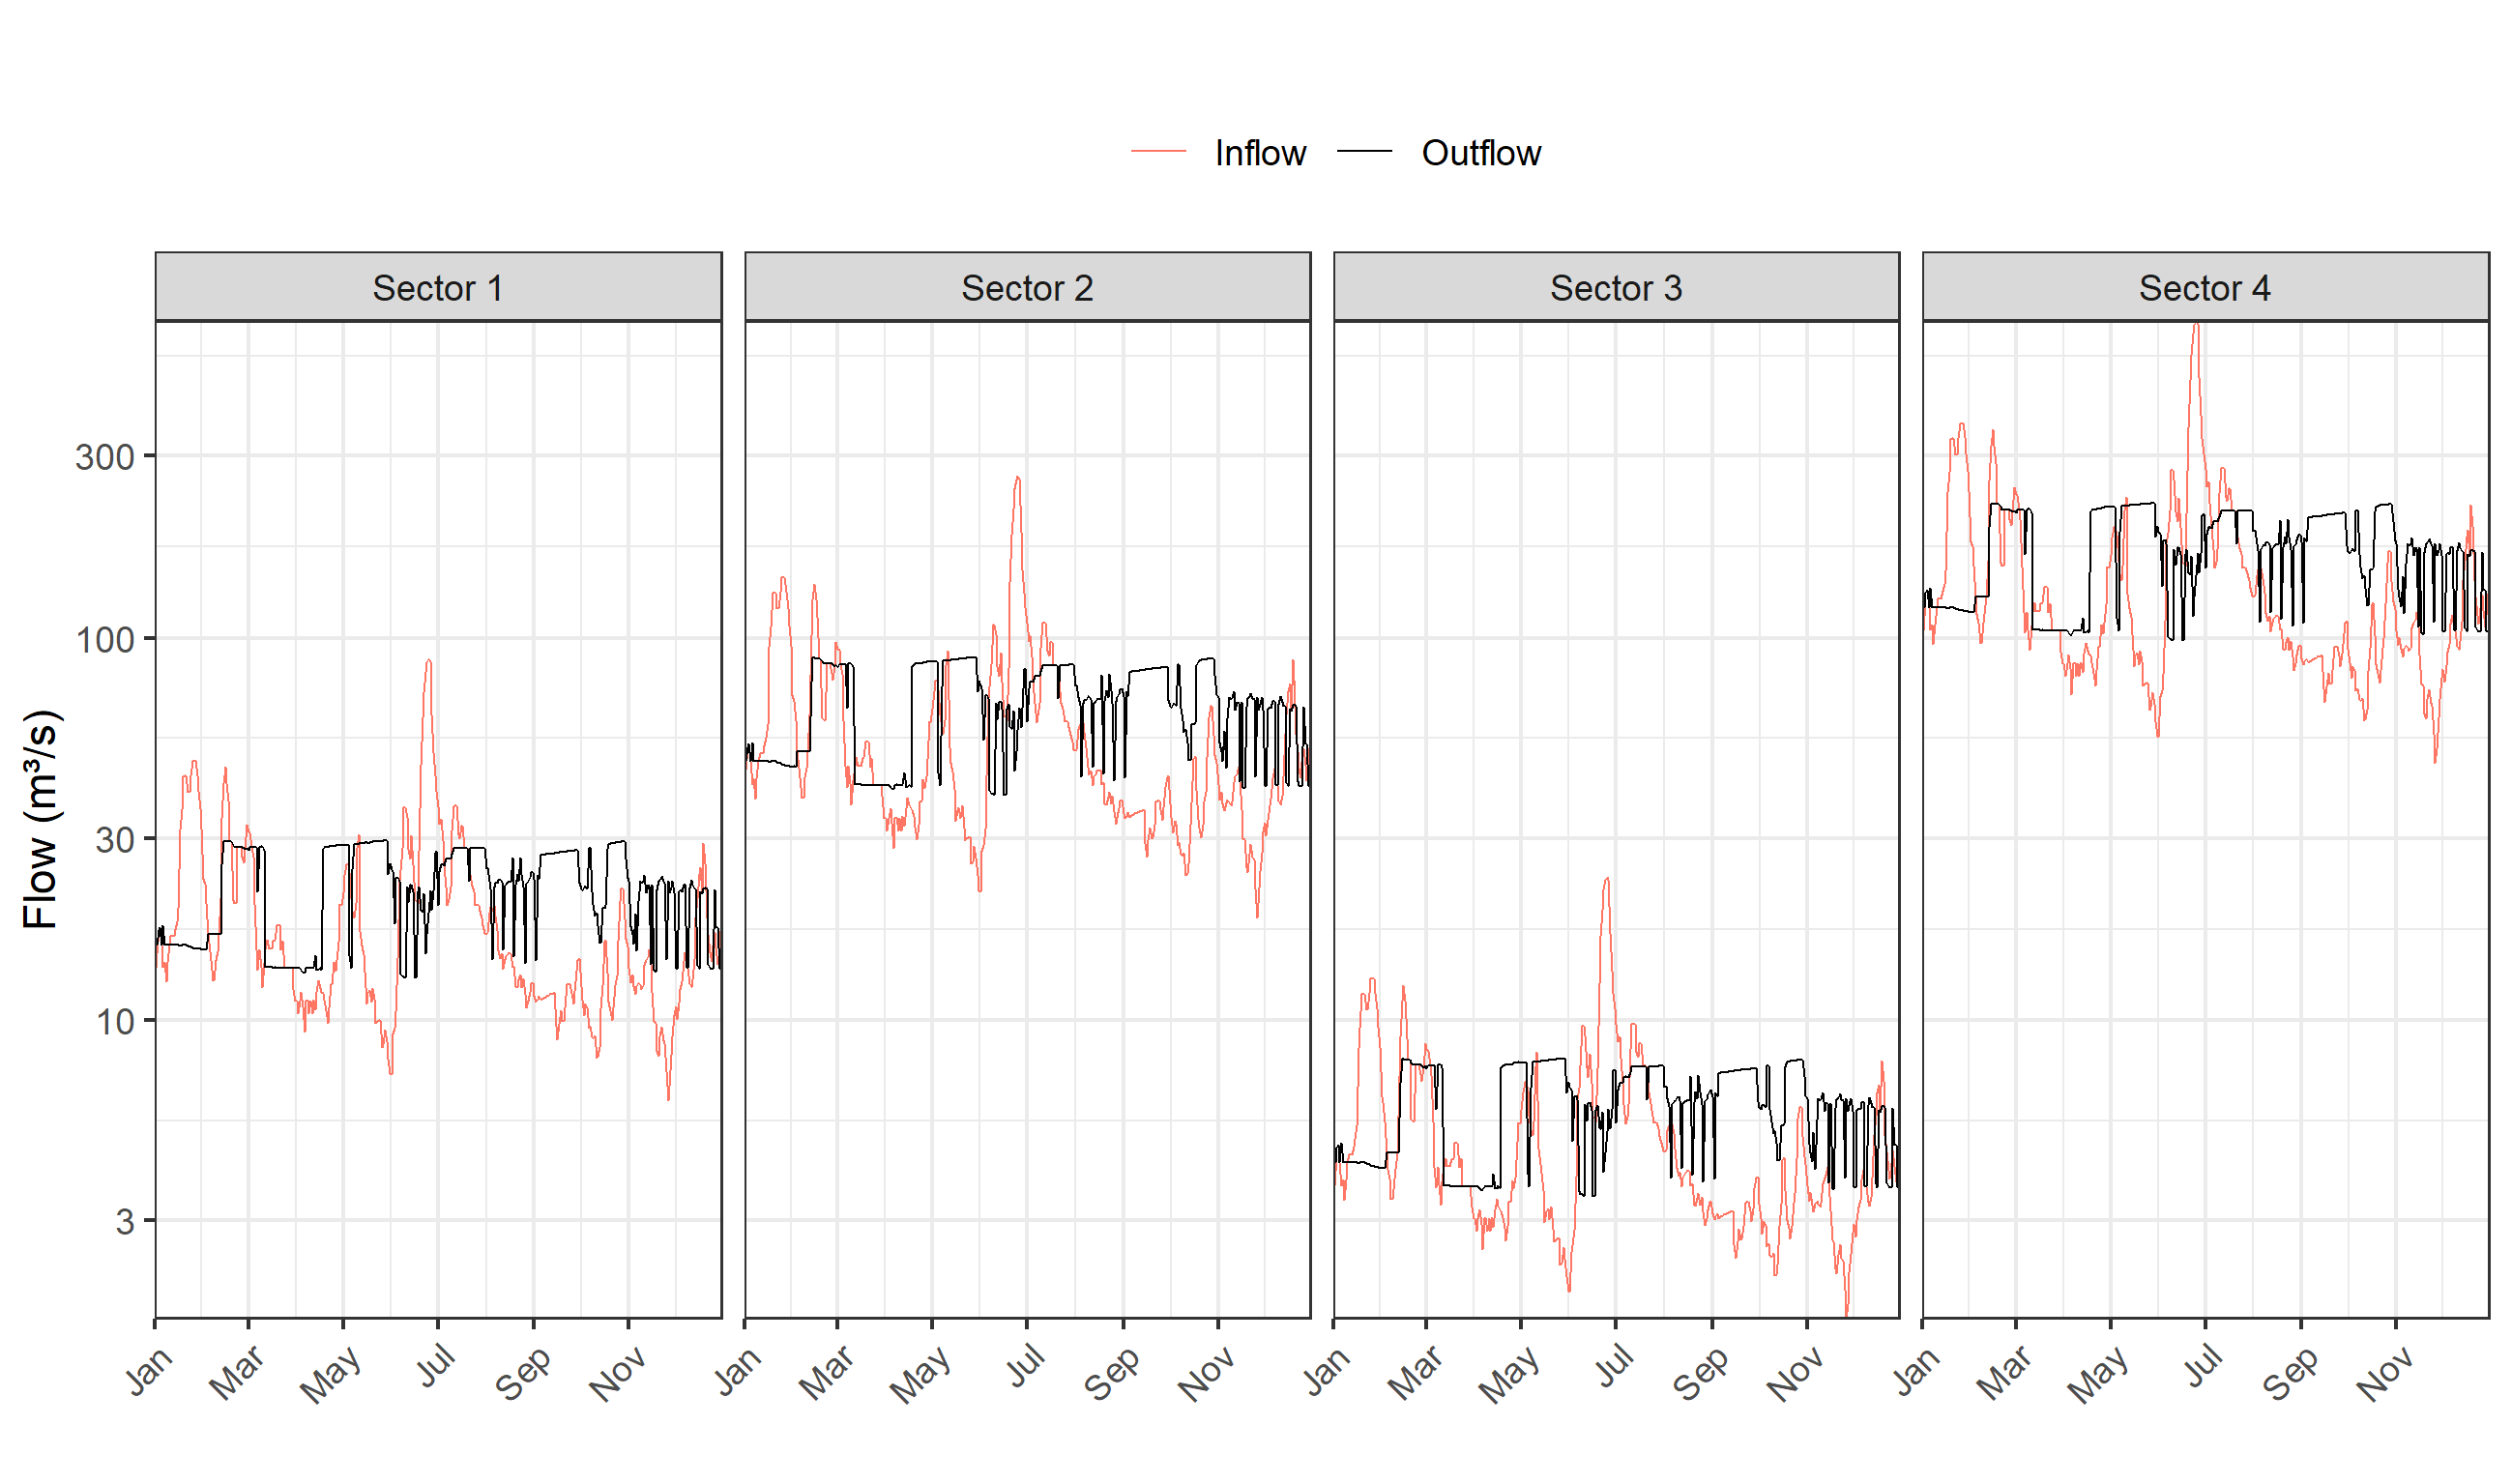 Inflow Outflow
Sector 1 Sector 2 Sector 3 Sector 4
Flow (m³/s)
300
100
30
10
3
Jan Mar May Jul Sep Nov Jan Mar May Jul Sep Nov Jan Mar May Jul Sep Nov Jan Mar May Jul Sep Nov